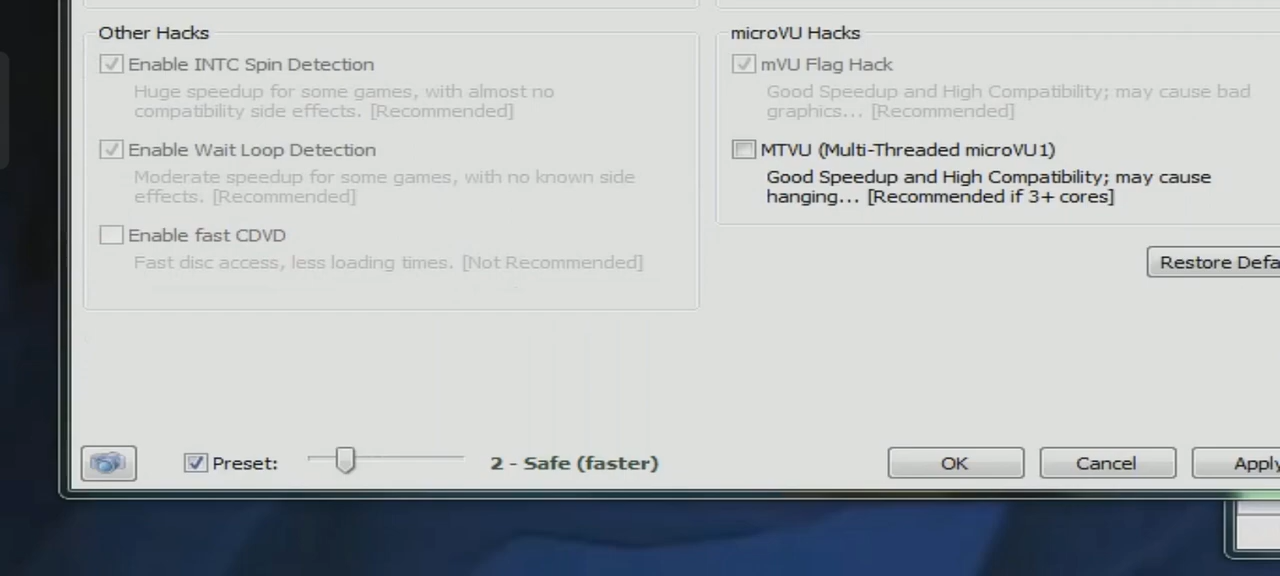 Other Hacks
Enable INTC Spin Detection
Huge speedup for some games, with almost no
compatibility side effects. [Recommended]
Enable Wait Loop Detection
Moderate speedup for some games, with no known side
effects. [Recommended]
Enable fast CDVD
Fast disc access, less loading times. [Not Recommended]
microVU Hacks
mVU Flag Hack
Good Speedup and High Compatibility; may cause bad
graphics... [Recommended]
MTVU (Multi-Threaded microVU1)
Good Speedup and High Compatibility; may cause
hanging... [Recommended if 3+ cores]
Restore Defa
Preset:
2 - Safe (faster)
OK
Cancel
Apply